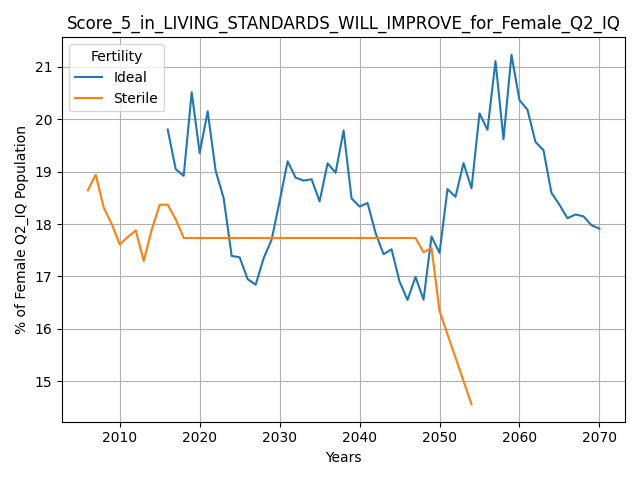 Score_5_in_LIVING_STANDARDS_WILL_IMPROVE_for_Female_Q2_IQ
Fertility
Ideal
Sterile
% of Female Q2_IQ Population
21
20
19
18
17
16
15
2010 2020 2030 2040 2050 2060 2070
Years